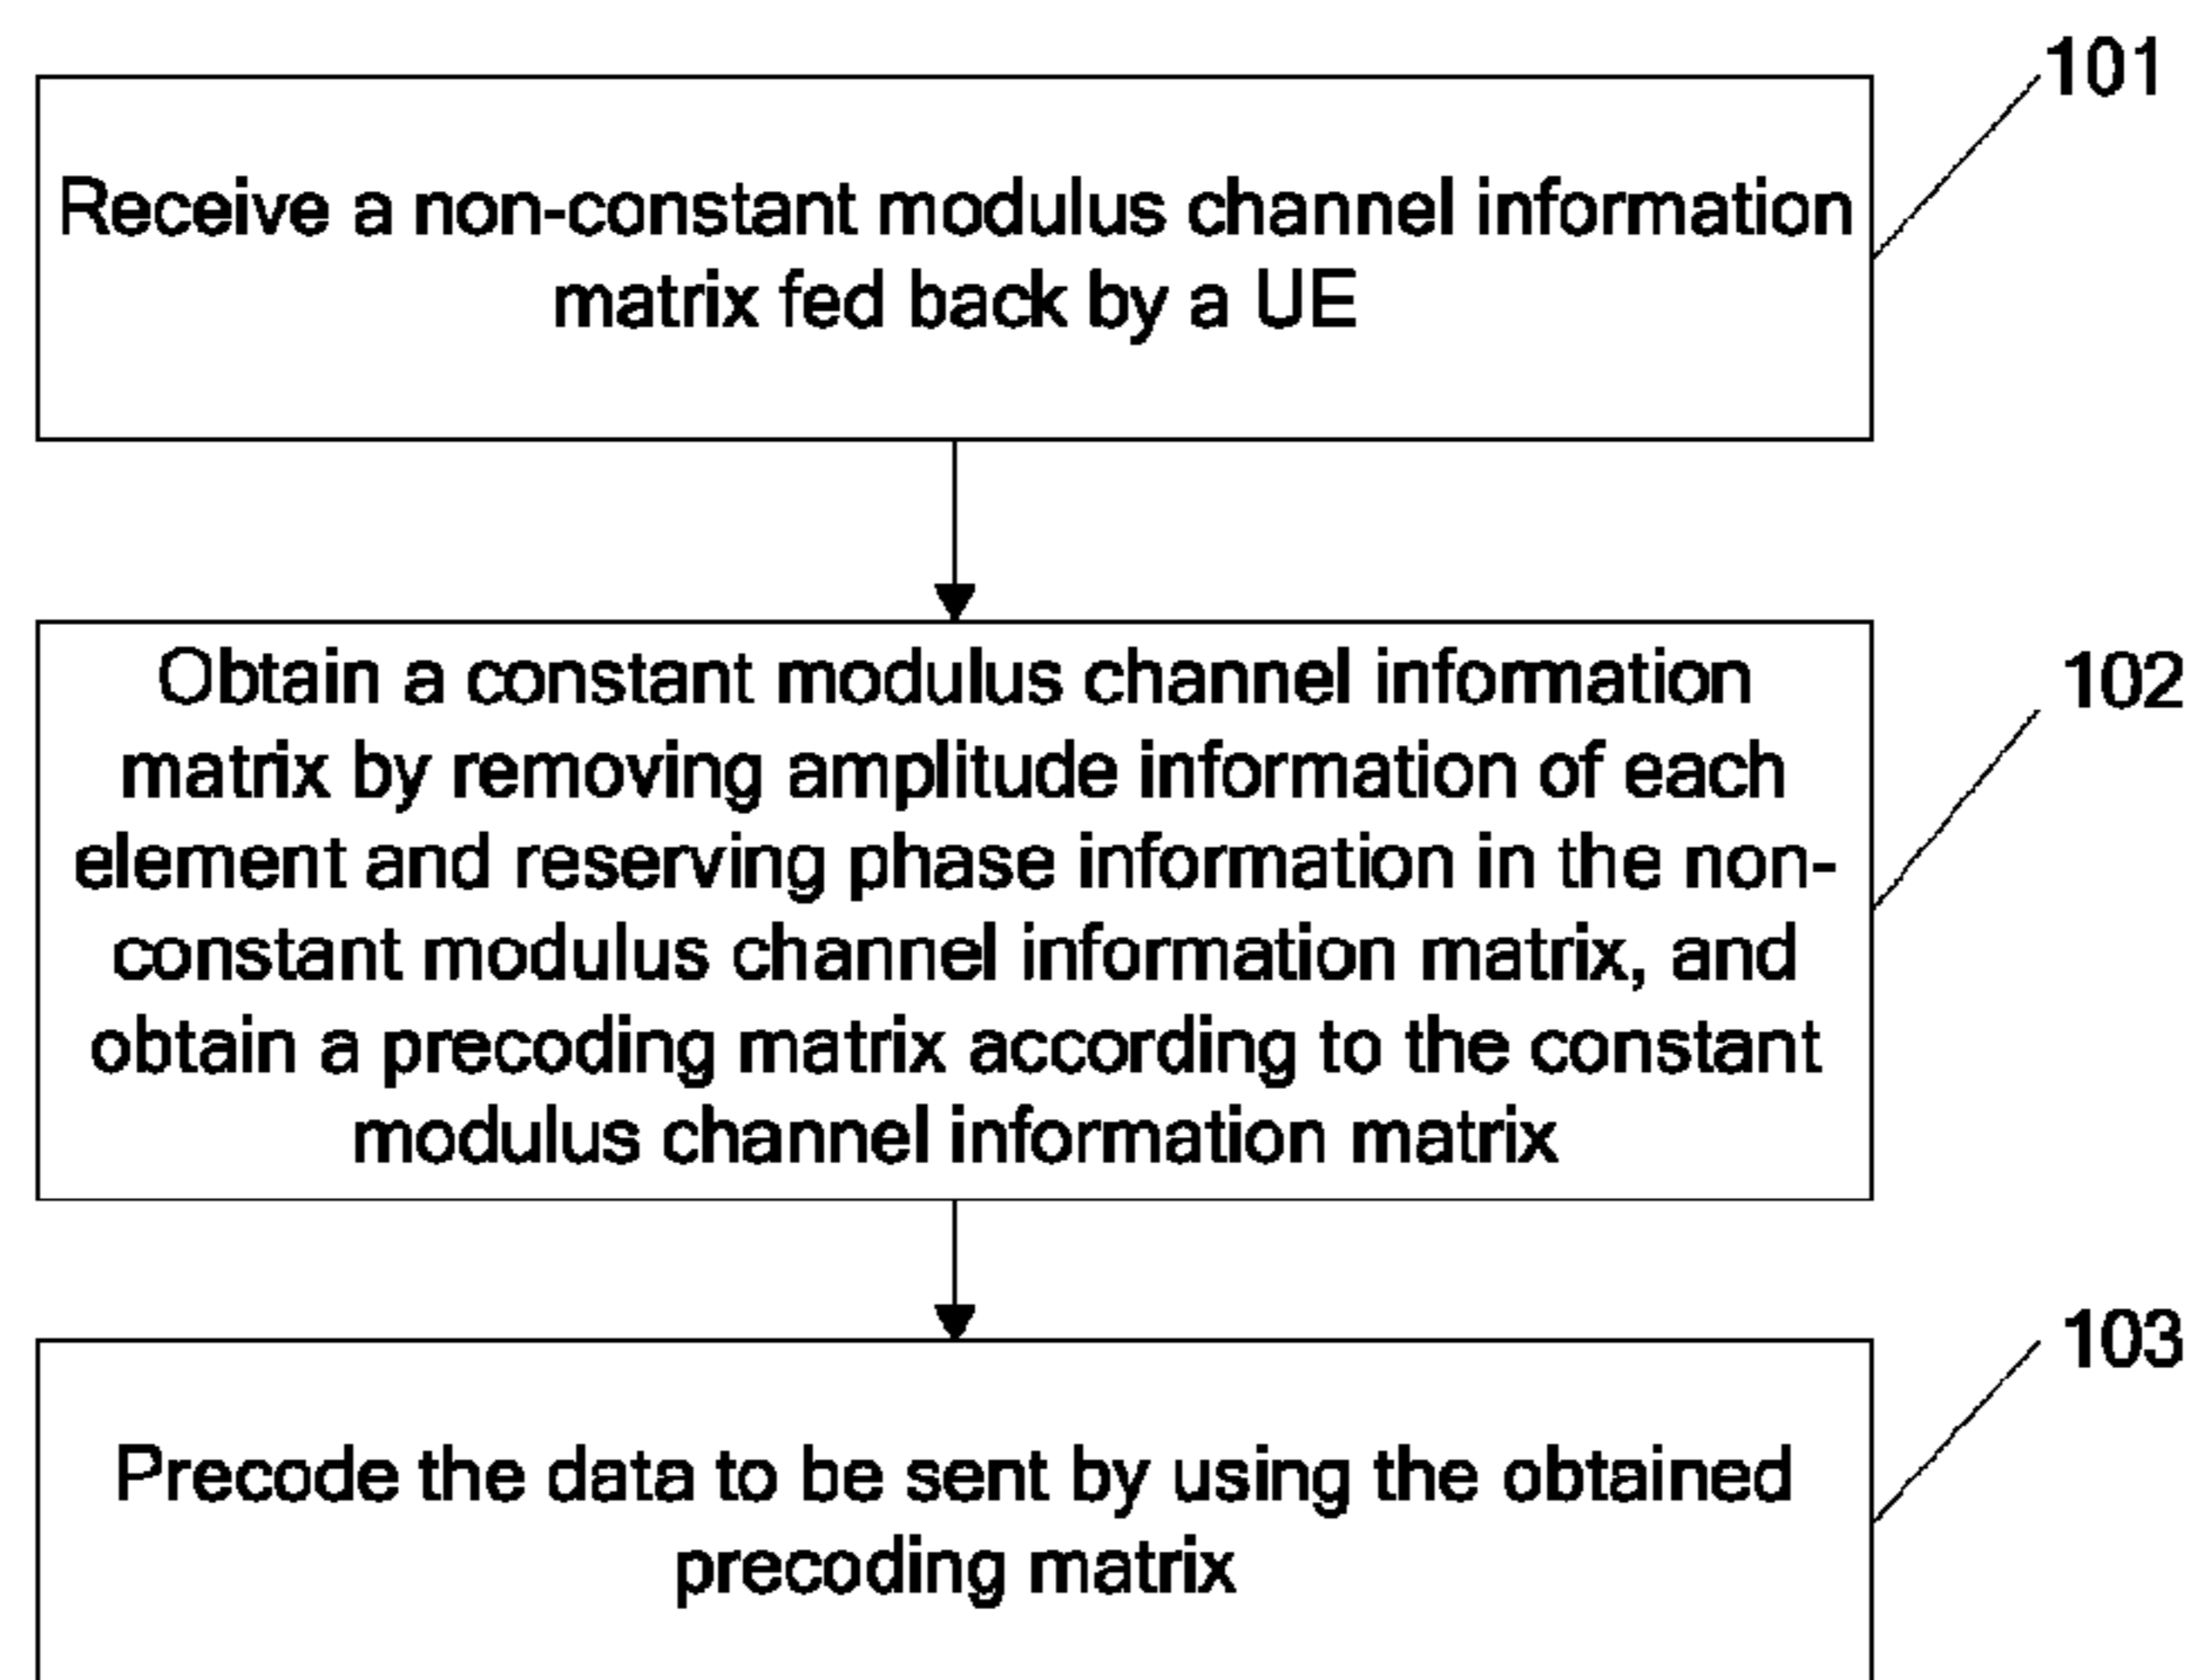 101
Receive a non-constant modulus channel information
matrix fed back by a UE
102
Obtain a constant modulus channel information
matrix by removing amplitude information of each
element and reserving phase information in the non-
constant modulus channel information matrix, and
obtain a precoding matrix according to the constant
modulus channel information matrix
103
Precode the data to be sent by using the obtained
precoding matrix